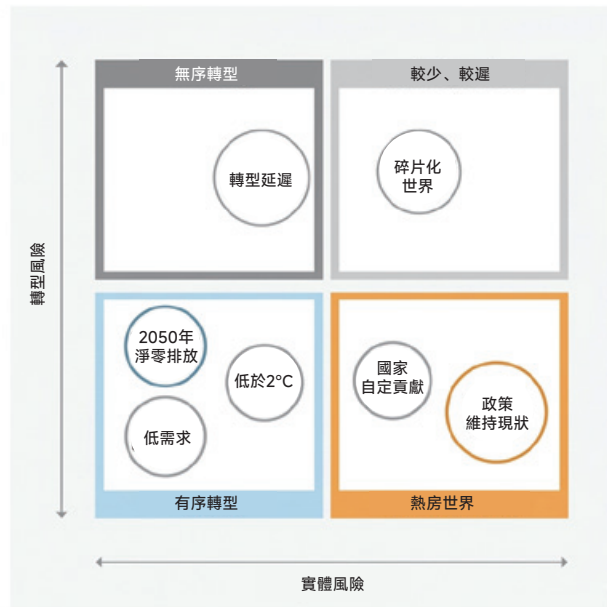 無序轉型
較少、較遲
轉型延遲
碎片化
世界
轉型風險
2050年
淨零排放
低於2°C
低需求
國家
自定貢獻
政策
維持現狀
有序轉型
熱房世界
實體風險